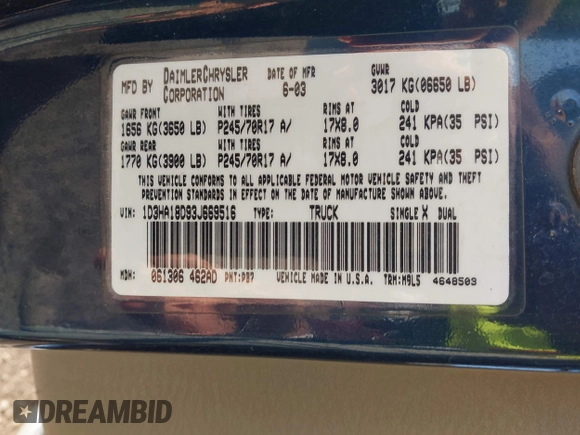 MFD BY DAIMLERCHRYSLER CORPORATION DATE OF MFR 6-03 GVWR 3017 KG(06650 LB)
GAWR FRONT WITH TIRES RIMS AT COLD
1656 KG(3650 LB) P245/70R17 A/ 17X8.0 241 KPA(35 PSI)
GAWR REAR WITH TIRES RIMS AT COLD
1770 KG(3900 LB) P245/70R17 A/ 17X8.0 241 KPA(35 PSI)
THIS VEHICLE CONFORMS TO ALL APPLICABLE FEDERAL MOTOR VEHICLE SAFETY AND THEFT
PREVENTION STANDARDS IN EFFECT ON THE DATE OF MANUFACTURE SHOWN ABOVE.
VIN: 1D3HA18D93J669516 TYPE: TRUCK SINGLE X DUAL
MDH: 061306 462AD PNT:PB7 VEHICLE MADE IN U.S.A. TRM:M9L5 4648503
DREAMBID